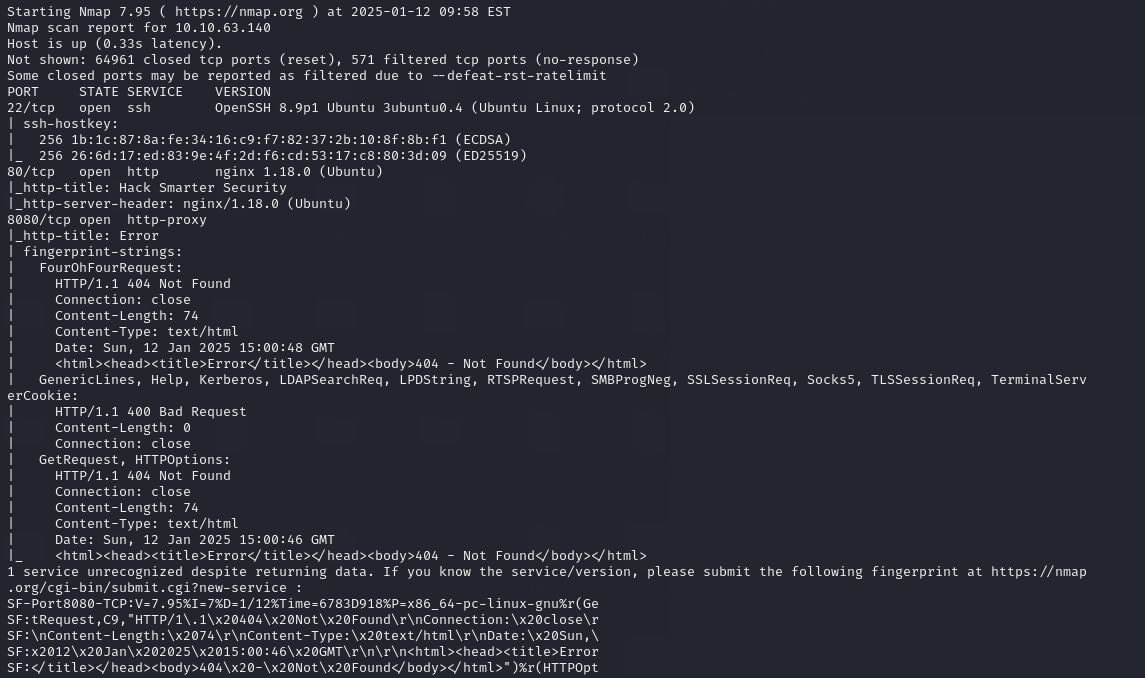 Starting Nmap 7.95 ( https://nmap.org ) at 2025-01-12 09:58 EST
Nmap scan report for 10.10.63.140
Host is up (0.33s latency).
Not shown: 64961 closed tcp ports (reset), 571 filtered tcp ports (no-response)
Some closed ports may be reported as filtered due to --defeat-rst-ratelimit
PORT     STATE SERVICE    VERSION
22/tcp   open  ssh        OpenSSH 8.9p1 Ubuntu 3ubuntu0.4 (Ubuntu Linux; protocol 2.0)
| ssh-hostkey:
|   256 1b:1c:87:8a:fe:34:16:c9:f7:82:37:2b:10:8f:8b:f1 (ECDSA)
|_  256 26:6d:17:ed:83:9e:4f:2d:f6:cd:53:17:c8:80:3d:09 (ED25519)
80/tcp   open  http       nginx 1.18.0 (Ubuntu)
|_http-title: Hack Smarter Security
|_http-server-header: nginx/1.18.0 (Ubuntu)
8080/tcp open  http-proxy
|_http-title: Error
| fingerprint-strings:
|   FourOhFourRequest:
|     HTTP/1.1 404 Not Found
|     Connection: close
|     Content-Length: 74
|     Content-Type: text/html
|     Date: Sun, 12 Jan 2025 15:00:48 GMT
|     <html><head><title>Error</title></head><body>404 - Not Found</body></html>
|   GenericLines, Help, Kerberos, LDAPSearchReq, LPDString, RTSPRequest, SMBProgNeg, SSLSessionReq, Socks5, TLSSessionReq, TerminalServ
erCookie:
|     HTTP/1.1 400 Bad Request
|     Content-Length: 0
|     Connection: close
|   GetRequest, HTTPOptions:
|     HTTP/1.1 404 Not Found
|     Connection: close
|     Content-Length: 74
|     Content-Type: text/html
|     Date: Sun, 12 Jan 2025 15:00:46 GMT
|_    <html><head><title>Error</title></head><body>404 - Not Found</body></html>
1 service unrecognized despite returning data. If you know the service/version, please submit the following fingerprint at https://nmap
.org/cgi-bin/submit.cgi?new-service :
SF-Port8080-TCP:V=7.95%I=7%D=1/12%Time=6783D918%P=x86_64-pc-linux-gnu%r(Ge
SF:tRequest,C9,"HTTP/1\.1\x20404\x20Not\x20Found\r\nConnection:\x20close\r
SF:\nContent-Length:\x2074\r\nContent-Type:\x20text/html\r\nDate:\x20Sun,\
SF:x2012\x20Jan\x202025\x2015:00:46\x20GMT\r\n\r\n<html><head><title>Error
SF:</title></head><body>404\x20-\x20Not\x20Found</body></html>")%r(HTTPOpt